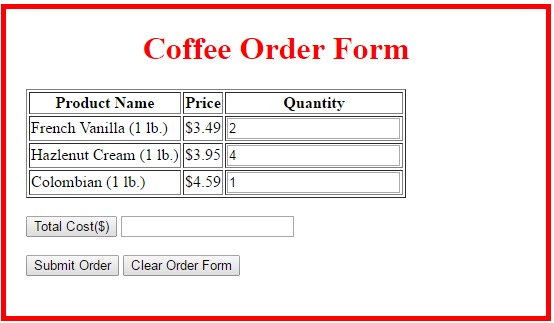 Coffee Order Form
Product Name Price Quantity
French Vanilla (1 lb.) $3.49 2
Hazlenut Cream (1 lb.) $3.95 4
Colombian (1 lb.) $4.59 1
Total Cost($)
Submit Order Clear Order Form